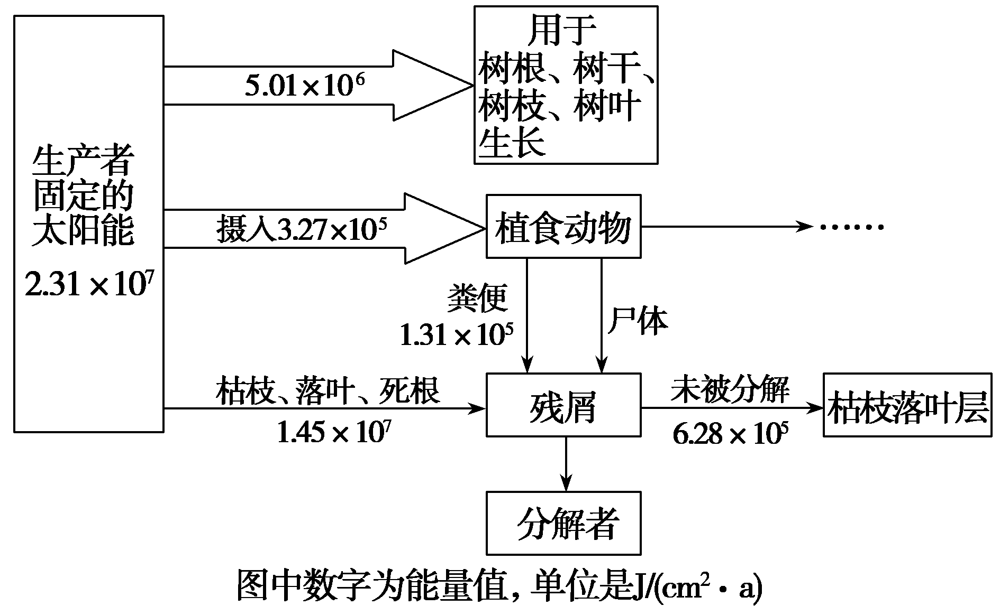 生产者
固定的
太阳能
2.31×10⁷
5.01×10⁶
用于
树根、树干、
树枝、树叶
生长
摄入3.27×10⁵
植食动物
……
粪便
1.31×10⁵
尸体
枯枝、落叶、死根
1.45×10⁷
残屑
未被分解
6.28×10⁵
枯枝落叶层
分解者
图中数字为能量值，单位是J/(cm²·a)